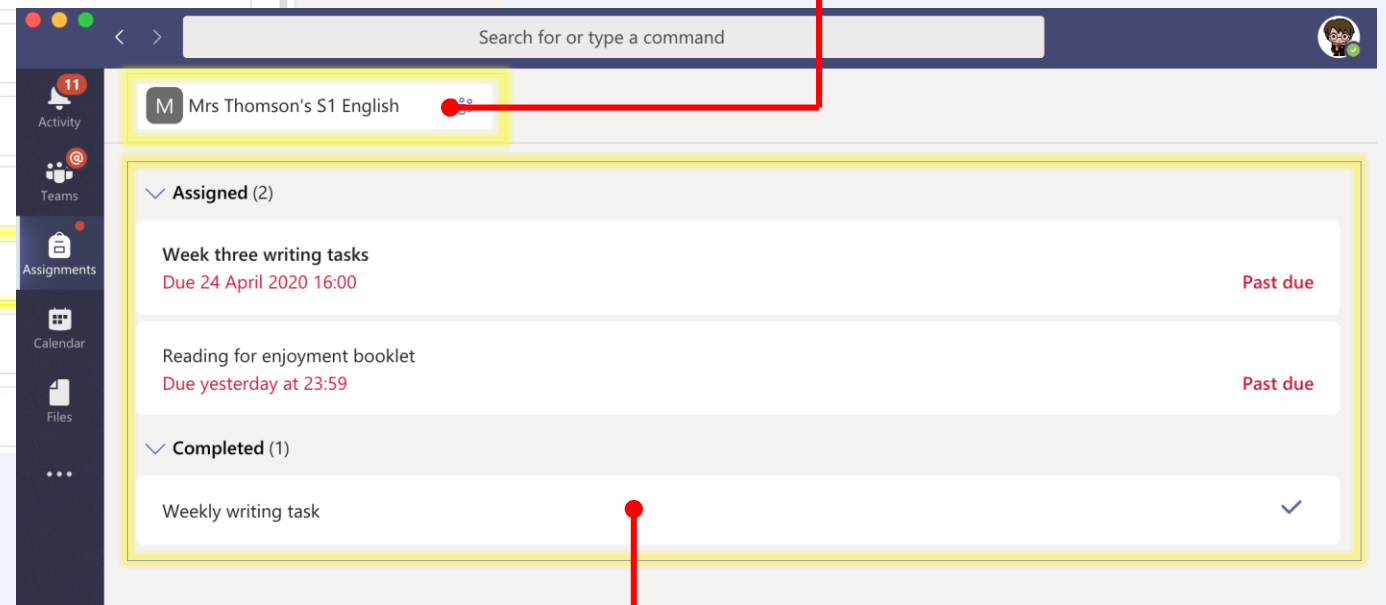 Search for or type a command
11
Activity
@
Teams
Assignments
Calendar
Files
M Mrs Thomson's S1 English
Assigned (2)
Week three writing tasks
Due 24 April 2020 16:00
Past due
Reading for enjoyment booklet
Due yesterday at 23:59
Past due
Completed (1)
Weekly writing task